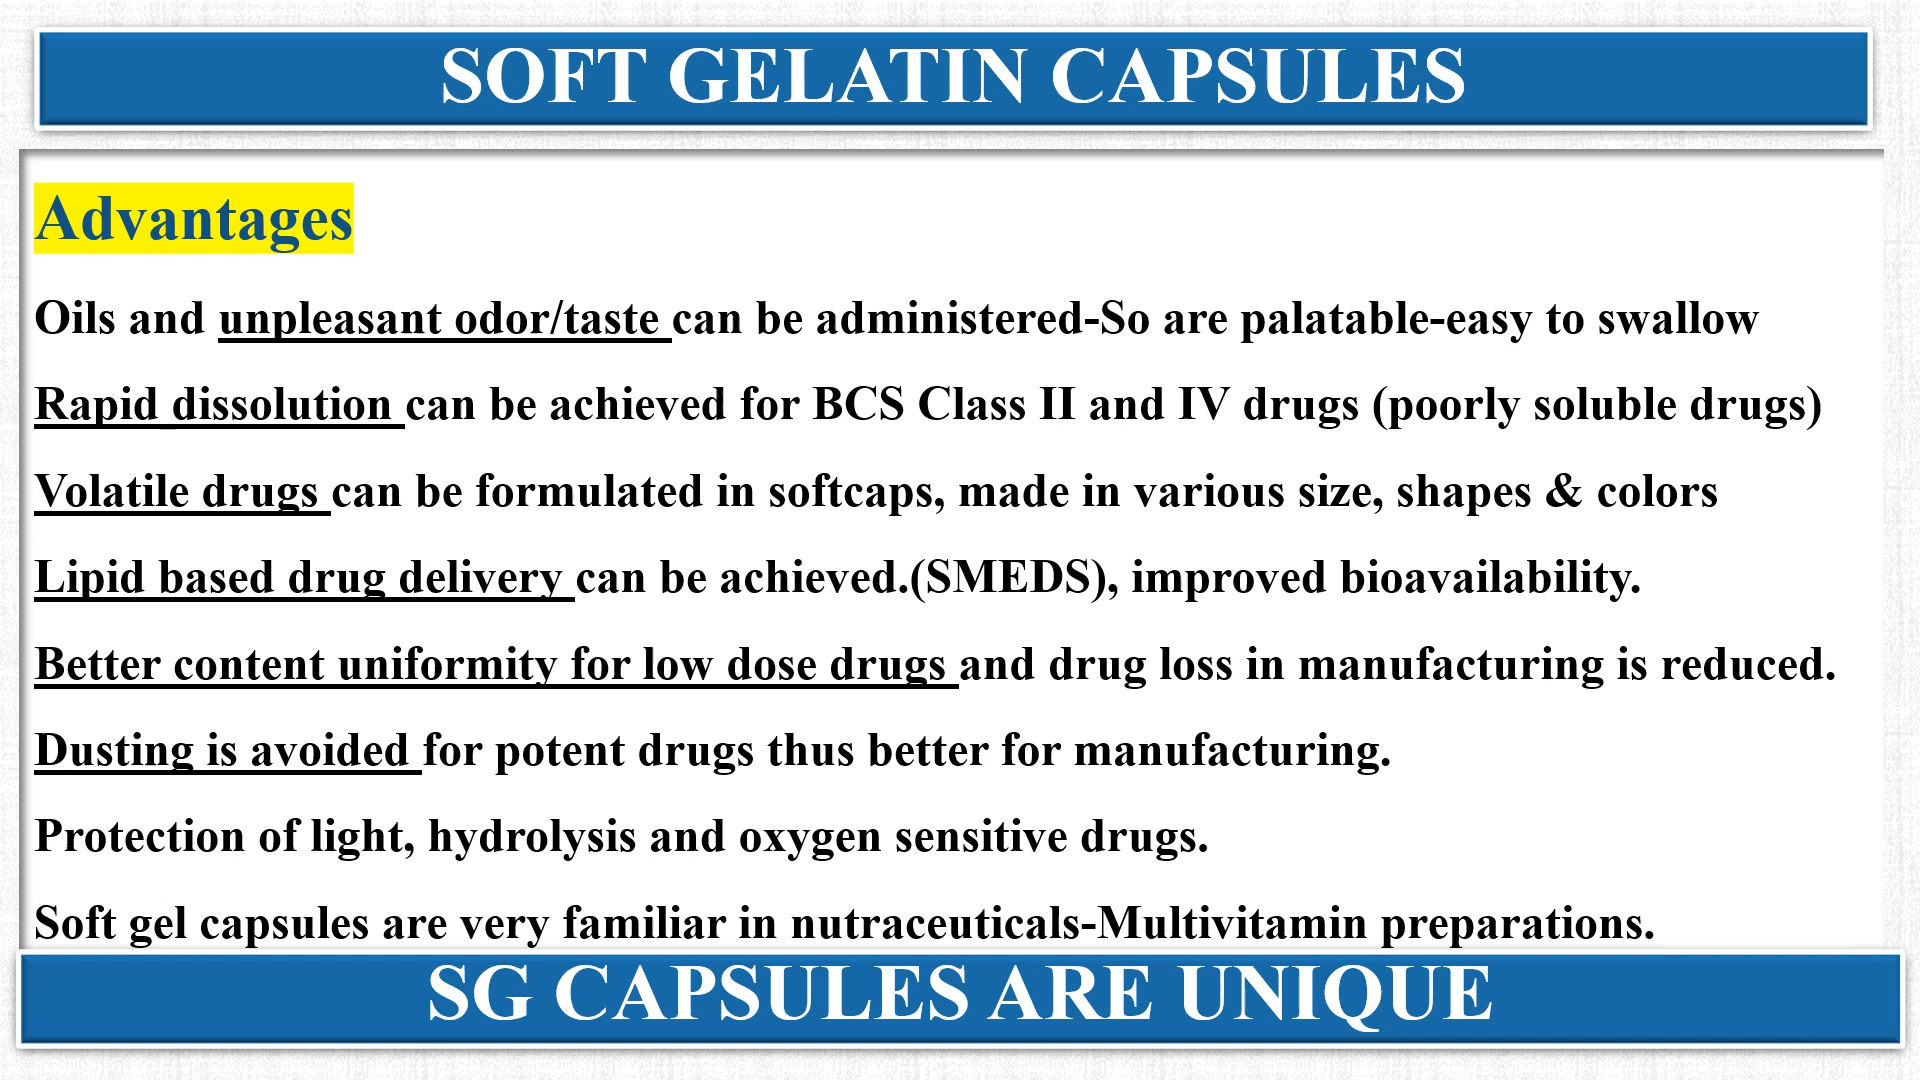 SOFT GELATIN CAPSULES
Advantages
Oils and unpleasant odor/taste can be administered-So are palatable-easy to swallow
Rapid dissolution can be achieved for BCS Class II and IV drugs (poorly soluble drugs)
Volatile drugs can be formulated in softcaps, made in various size, shapes & colors
Lipid based drug delivery can be achieved.(SMEDS), improved bioavailability.
Better content uniformity for low dose drugs and drug loss in manufacturing is reduced.
Dusting is avoided for potent drugs thus better for manufacturing.
Protection of light, hydrolysis and oxygen sensitive drugs.
Soft gel capsules are very familiar in nutraceuticals-Multivitamin preparations.
SG CAPSULES ARE UNIQUE